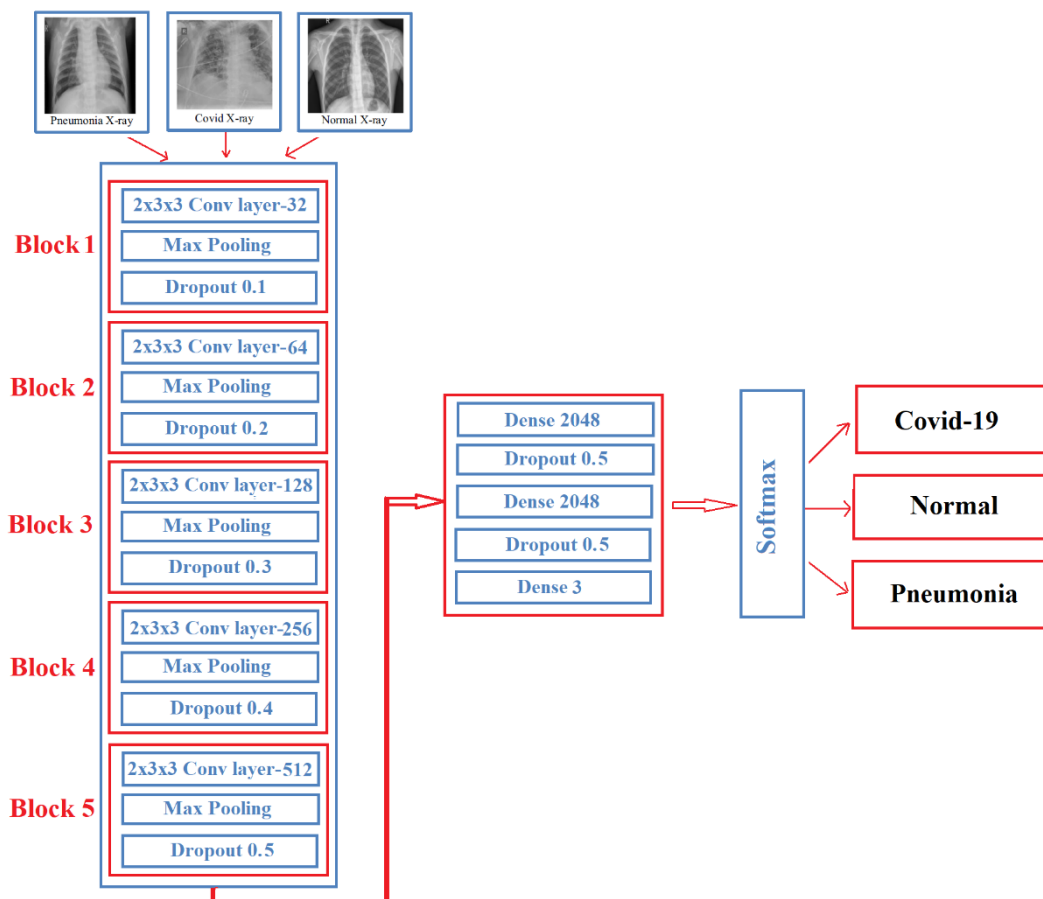 Pneumonia X-ray
Covid X-ray
Normal X-ray
Block 1
2x3x3 Conv layer-32
Max Pooling
Dropout 0.1
Block 2
2x3x3 Conv layer-64
Max Pooling
Dropout 0.2
Block 3
2x3x3 Conv layer-128
Max Pooling
Dropout 0.3
Block 4
2x3x3 Conv layer-256
Max Pooling
Dropout 0.4
Block 5
2x3x3 Conv layer-512
Max Pooling
Dropout 0.5
Dense 2048
Dropout 0.5
Dense 2048
Dropout 0.5
Dense 3
Softmax
Covid-19
Normal
Pneumonia